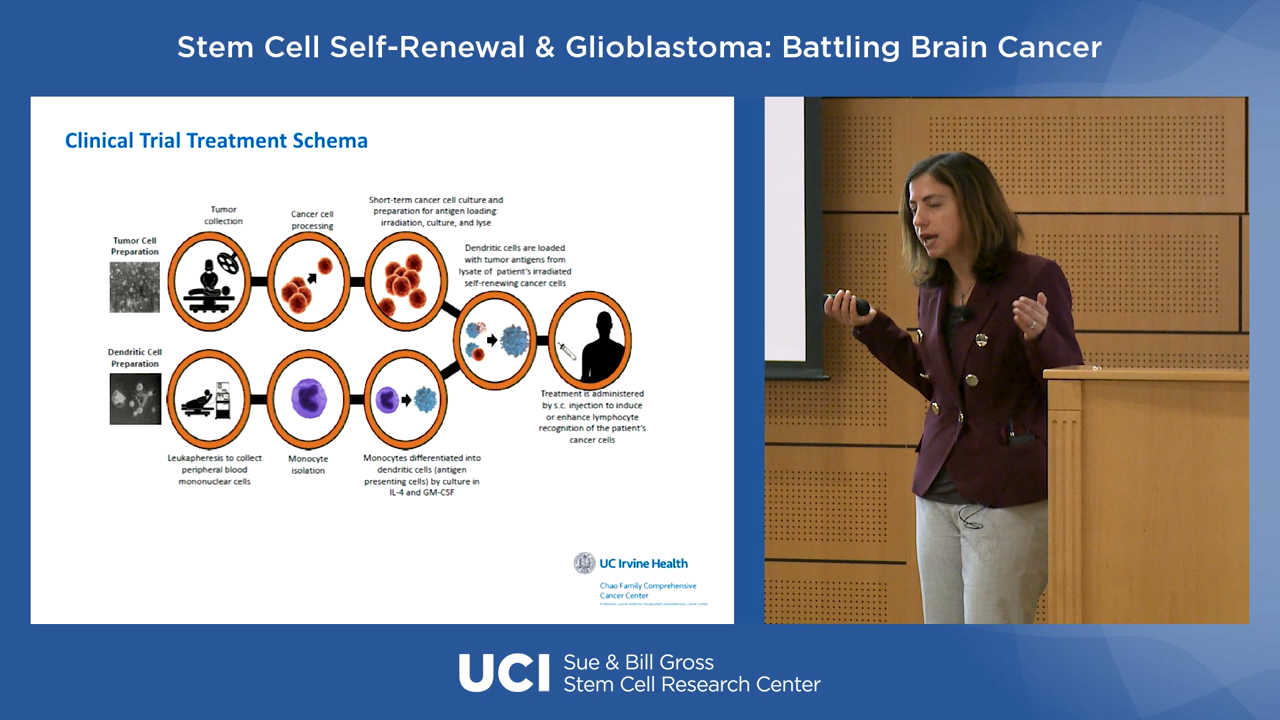 Stem Cell Self-Renewal & Glioblastoma: Battling Brain Cancer
Clinical Trial Treatment Schema
Tumor Cell
Preparation
Tumor
collection
Cancer cell
processing
Short-term cancer cell culture and
preparation for antigen loading:
irradiation, culture, and lyse
Dendritic cells are loaded
with tumor antigens from
lysate of patient's irradiated
self-renewing cancer cells
Dendritic Cell
Preparation
Leukapheresis to collect
peripheral blood
mononuclear cells
Monocyte
isolation
Monocytes differentiated into
dendritic cells (antigen
presenting cells) by culture in
IL-4 and GM-CSF
Treatment is administered
by s.c. injection to induce
or enhance lymphocyte
recognition of the patient's
cancer cells
UC Irvine Health
Chao Family Comprehensive
Cancer Center
UCI
Sue & Bill Gross
Stem Cell Research Center